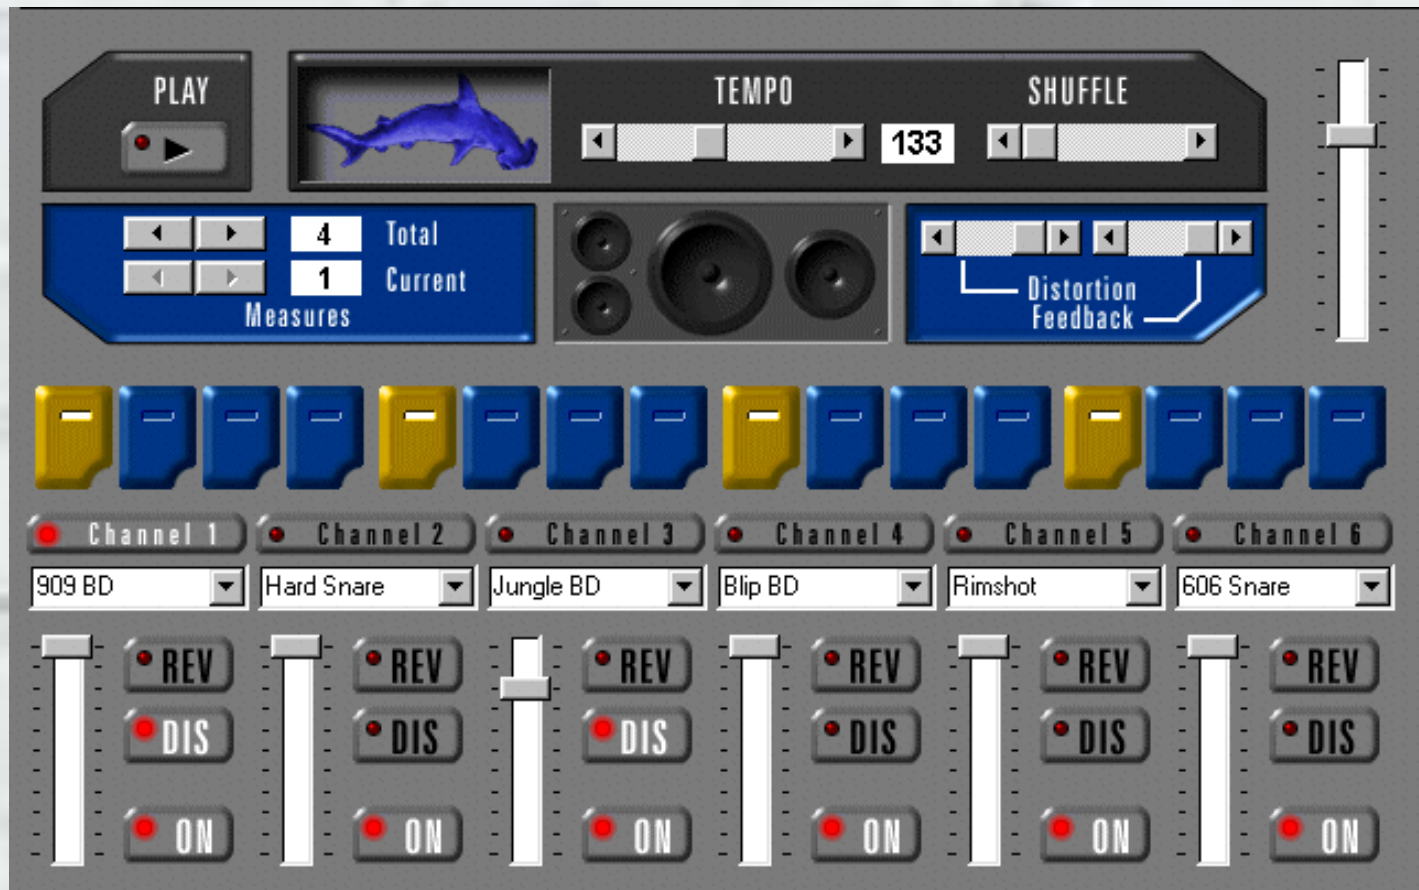 PLAY
TEMPO
SHUFFLE
133
4 Total
1 Current
Measures
Distortion
Feedback
Channel 1 Channel 2 Channel 3 Channel 4 Channel 5 Channel 6
909 BD Hard Snare Jungle BD Blip BD Rimshot 606 Snare
REV REV REV REV REV REV
DIS DIS DIS DIS DIS DIS
ON ON ON ON ON ON